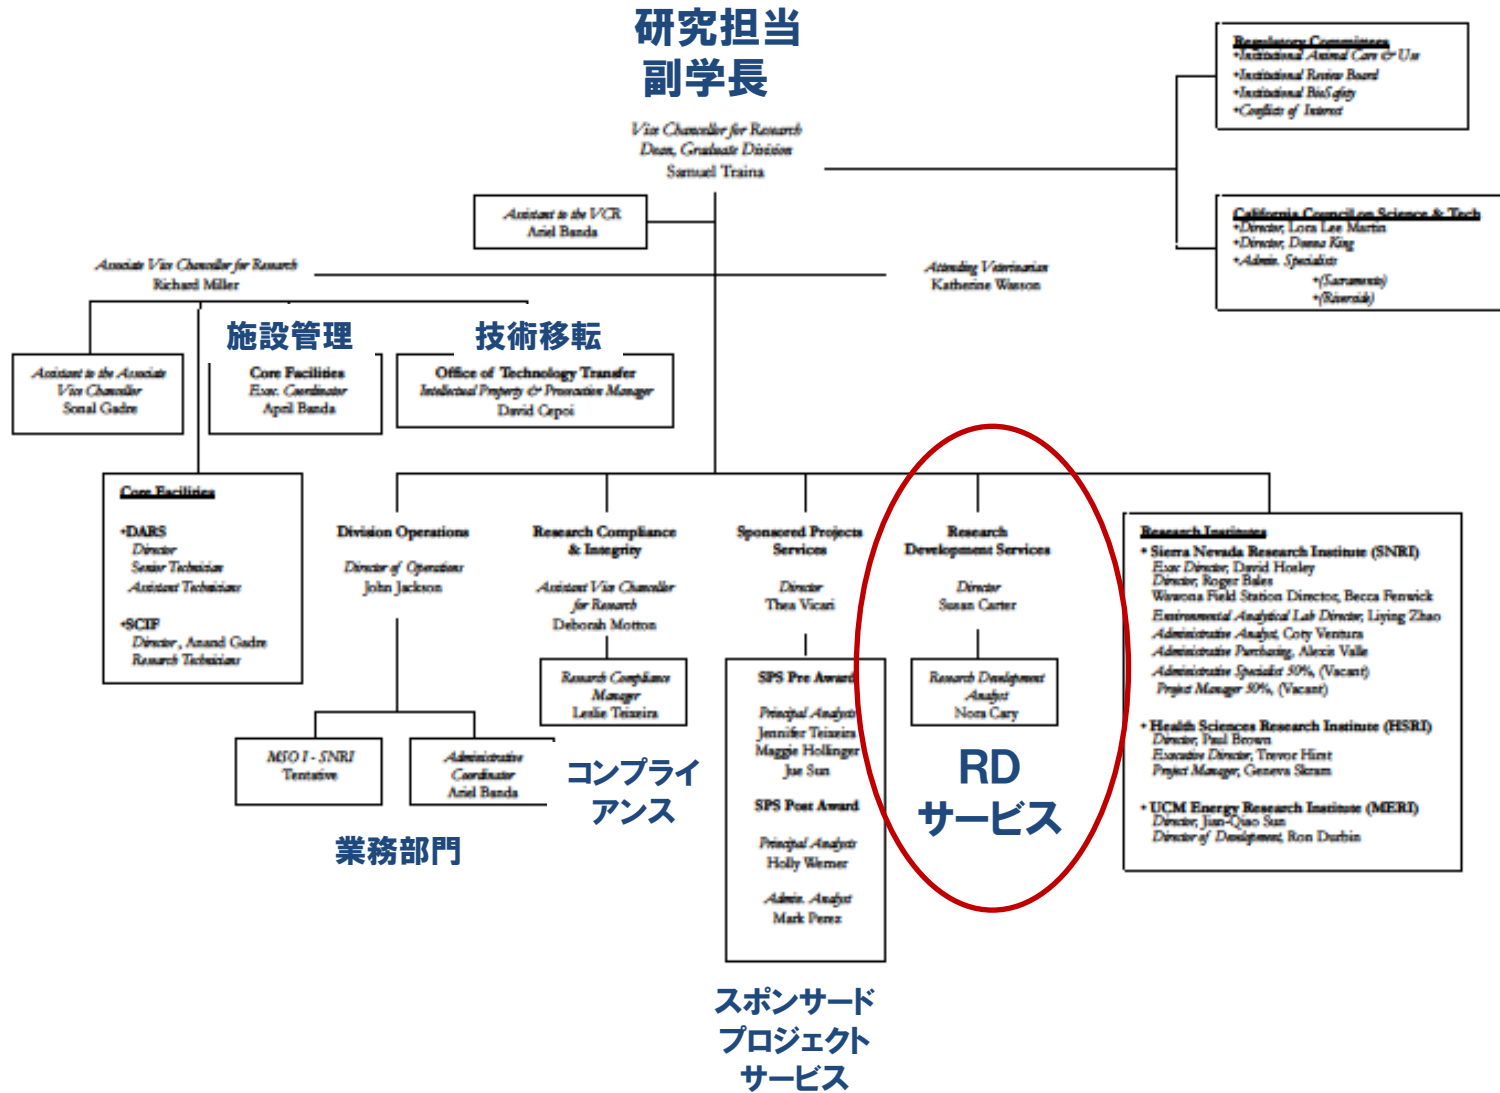 研究担当
副学長
Vice Chancellor for Research
Dean, Graduate Division
Samuel Traina
Regulatory Committees
•Institutional Animal Care & Use
•Institutional Review Board
•Institutional BioSafety
•Conflicts of Interest
California Council on Science & Tech
•Director, Lora Lee Martin
•Director, Donna King
•Admin. Specialists
•(Sacramento)
•(Riverside)
Assistant to the VCR
Ariel Banda
Associate Vice Chancellor for Research
Richard Miller
Attending Veterinarian
Katherine Wasson
施設管理
技術移転
Assistant to the Associate
Vice Chancellor
Sonal Gadre
Core Facilities
Exec. Coordinator
April Banda
Office of Technology Transfer
Intellectual Property & Prosecution Manager
David Cepoi
Core Facilities
•DARS
Director
Senior Technician
Assistant Technicians
•SCIF
Director, Anand Gadre
Research Technicians
Division Operations
Director of Operations
John Jackson
MSO I - SNRI
Tentative
Administrative
Coordinator
Ariel Banda
業務部門
Research Compliance
& Integrity
Assistant Vice Chancellor
for Research
Deborah Motton
Research Compliance
Manager
Leslie Teixeira
コンプライ
アンス
Sponsored Projects
Services
Director
Thea Vicari
SPS Pre Award
Principal Analysts
Jennifer Teixeira
Maggie Hollinger
Jue Sun
SPS Post Award
Principal Analysts
Holly Werner
Admin. Analyst
Mark Perez
スポンサード
プロジェクト
サービス
Research
Development Services
Director
Susan Carter
Research Development
Analyst
Nora Cary
RD
サービス
Research Institutes
• Sierra Nevada Research Institute (SNRI)
Exec Director, David Hosley
Director, Roger Bales
Wawona Field Station Director, Becca Fenwick
Environmental Analytical Lab Director, Liying Zhao
Administrative Analyst, Coty Ventura
Administrative Purchasing, Alexis Valle
Administrative Specialist 50%, (Vacant)
Project Manager 50%, (Vacant)
• Health Sciences Research Institute (HSRI)
Director, Paul Brown
Executive Director, Trevor Hirst
Project Manager, Geneva Skram
• UCM Energy Research Institute (MERI)
Director, Jian-Qiao Sun
Director of Development, Ron Durbin